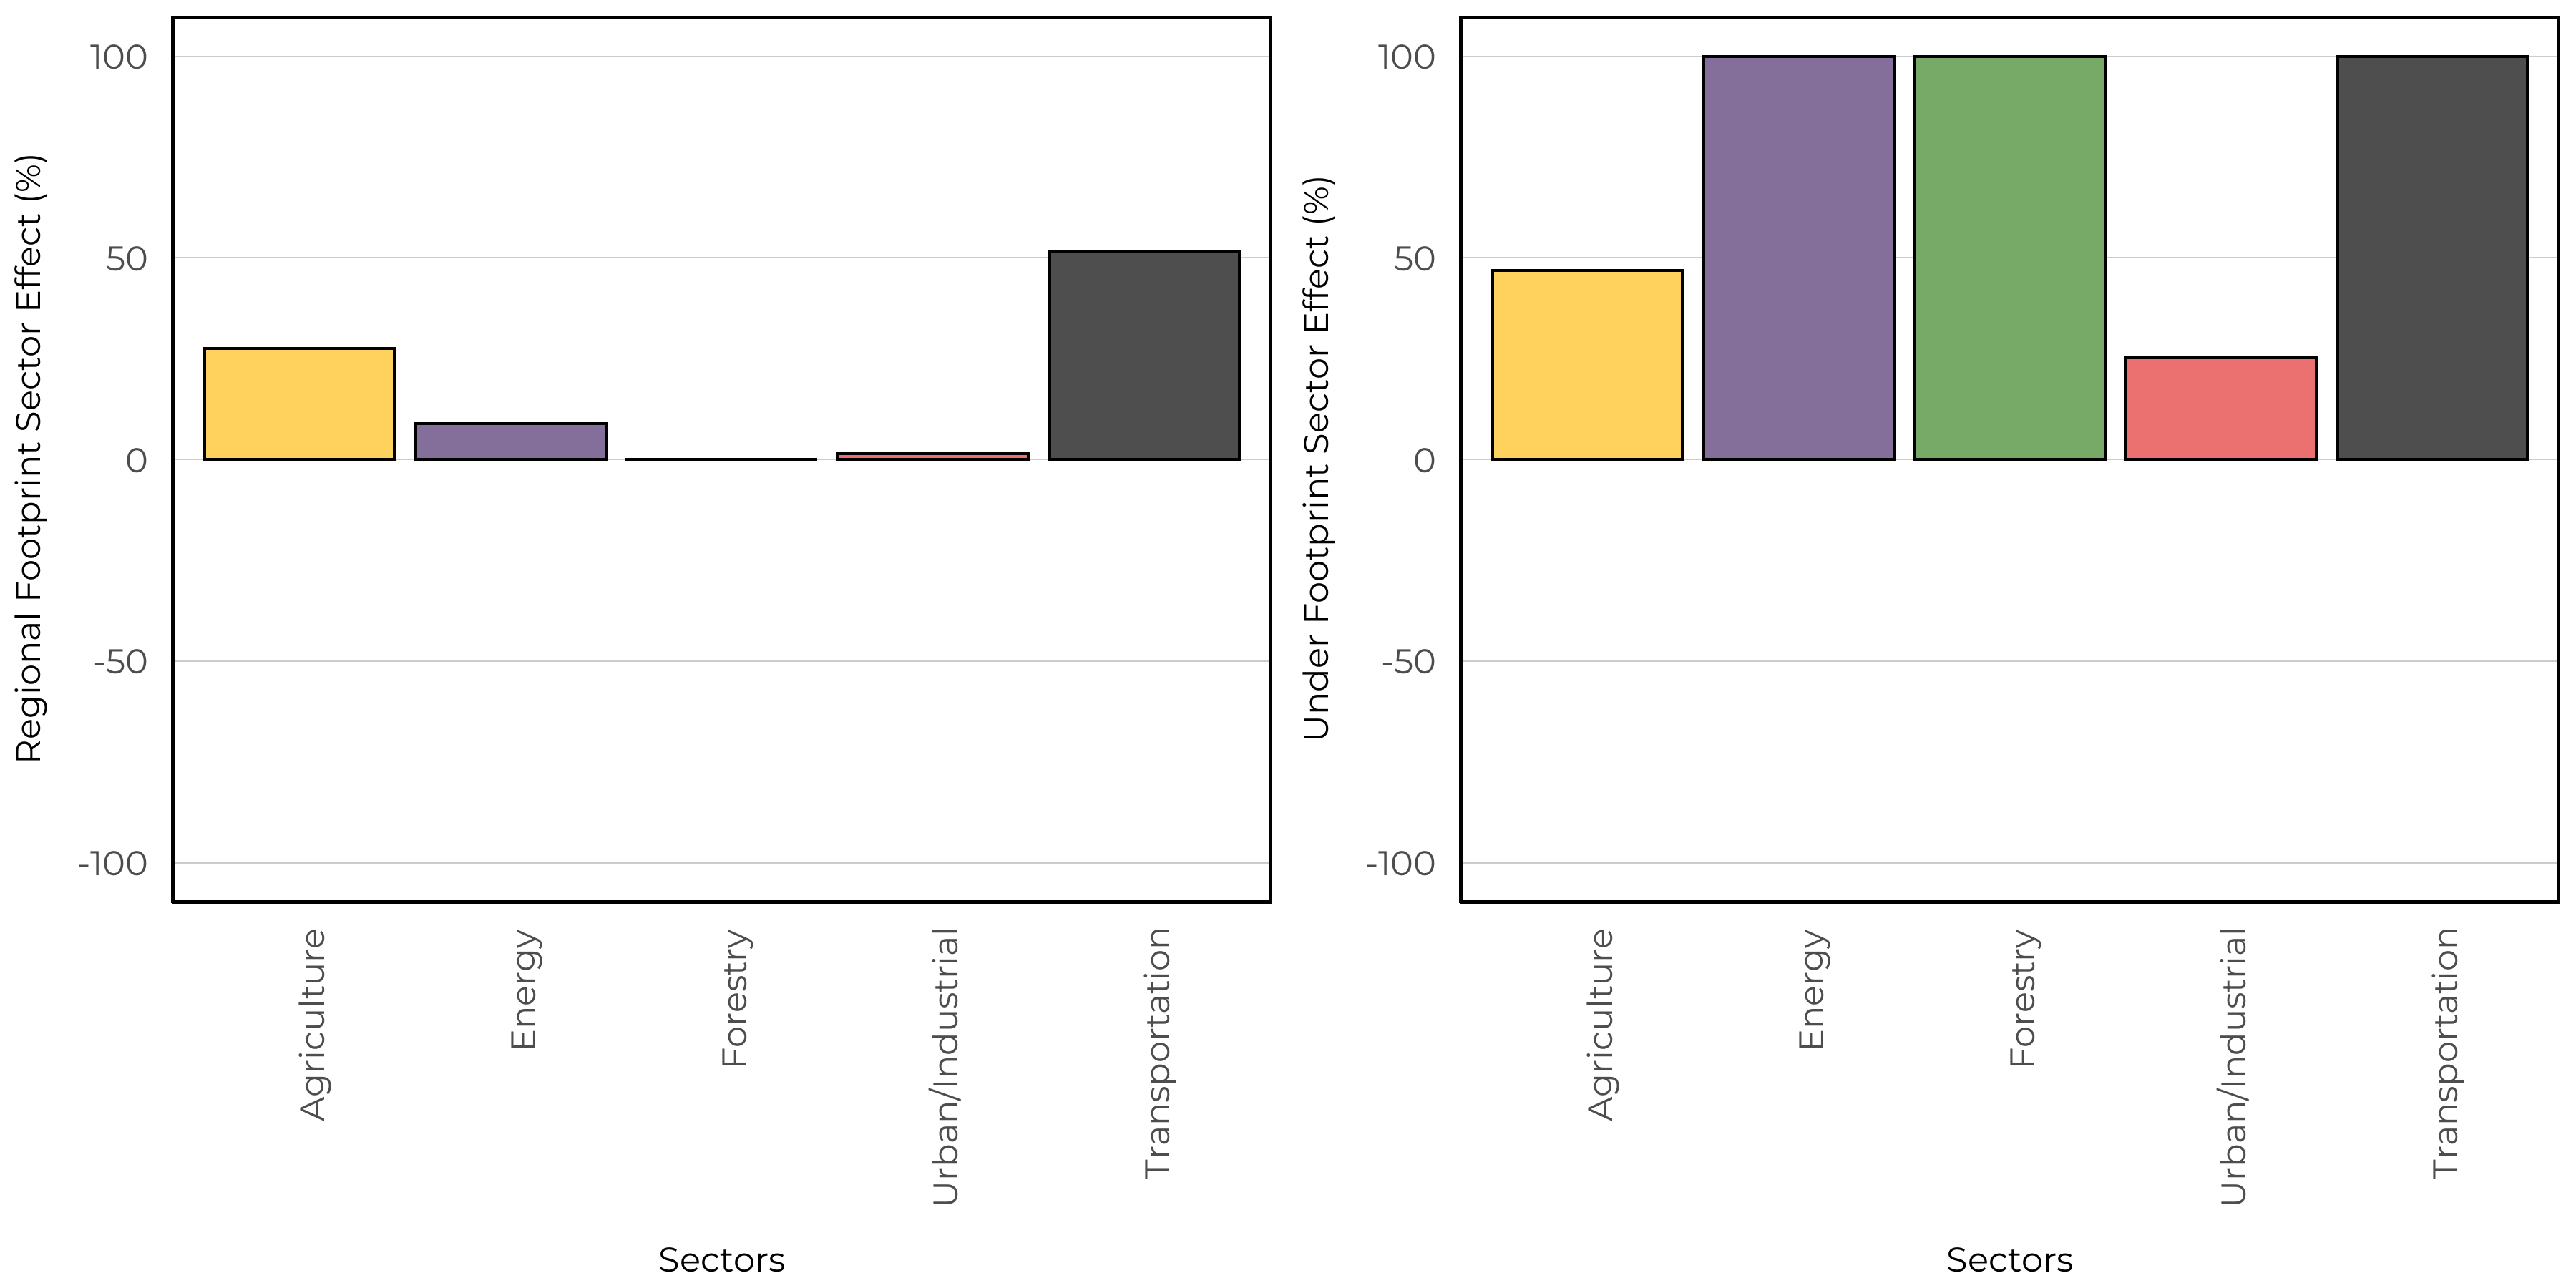 Regional Footprint Sector Effect (%)
100
50
0
-50
-100
Agriculture
Energy
Forestry
Urban/Industrial
Transportation
Sectors
Under Footprint Sector Effect (%)
100
50
0
-50
-100
Agriculture
Energy
Forestry
Urban/Industrial
Transportation
Sectors